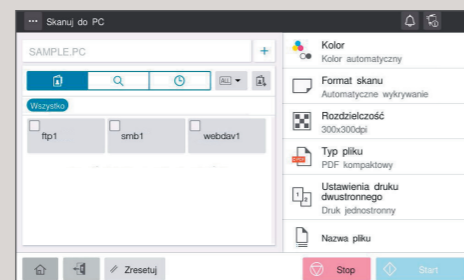 Skanuj do PC
SAMPLE.PC
ALL
Wszystko
ftp1
smb1
webdav1
Kolor
Kolor automatyczny
Format skanu
Automatyczne wykrywanie
Rozdzielczość
300x300dpi
Typ pliku
PDF kompaktowy
Ustawienia druku
dwustronnego
Druk jednostronny
Nazwa pliku
Zresetuj
Stop
Start